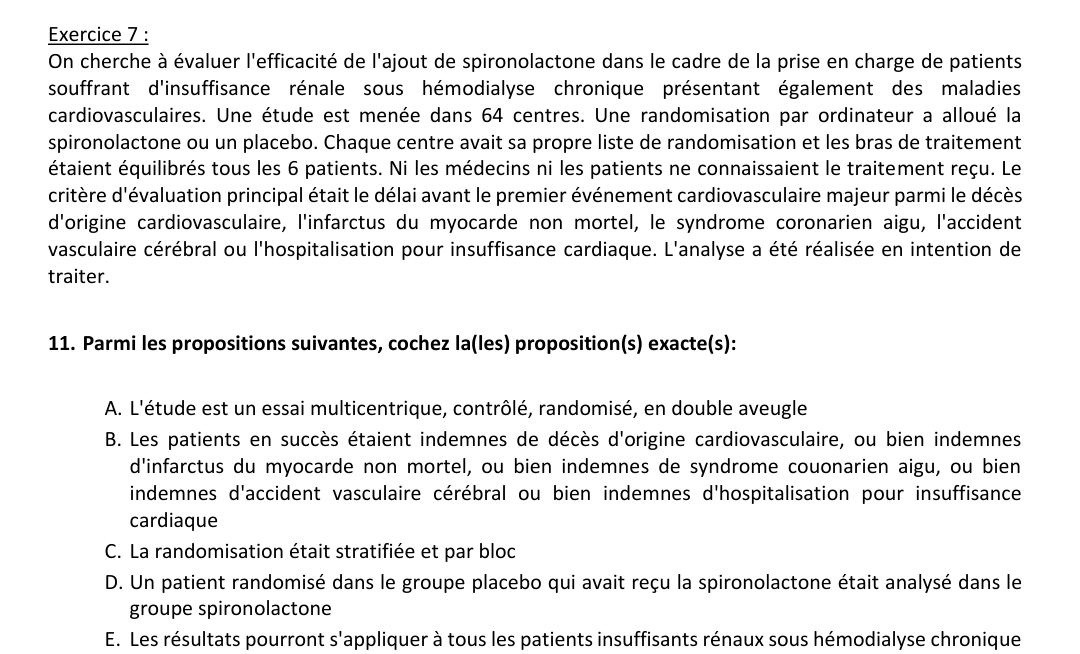 Exercice 7 :
On cherche à évaluer l'efficacité de l'ajout de spironolactone dans le cadre de la prise en charge de patients
souffrant d'insuffisance rénale sous hémodialyse chronique présentant également des maladies
cardiovasculaires. Une étude est menée dans 64 centres. Une randomisation par ordinateur a alloué la
spironolactone ou un placebo. Chaque centre avait sa propre liste de randomisation et les bras de traitement
étaient équilibrés tous les 6 patients. Ni les médecins ni les patients ne connaissaient le traitement reçu. Le
critère d'évaluation principal était le délai avant le premier événement cardiovasculaire majeur parmi le décès
d'origine cardiovasculaire, l'infarctus du myocarde non mortel, le syndrome coronarien aigu, l'accident
vasculaire cérébral ou l'hospitalisation pour insuffisance cardiaque. L'analyse a été réalisée en intention de
traiter.
11. Parmi les propositions suivantes, cochez la(les) proposition(s) exacte(s):
A. L'étude est un essai multicentrique, contrôlé, randomisé, en double aveugle
B. Les patients en succès étaient indemnes de décès d'origine cardiovasculaire, ou bien indemnes
d'infarctus du myocarde non mortel, ou bien indemnes de syndrome couonarien aigu, ou bien
indemnes d'accident vasculaire cérébral ou bien indemnes d'hospitalisation pour insuffisance
cardiaque
C. La randomisation était stratifiée et par bloc
D. Un patient randomisé dans le groupe placebo qui avait reçu la spironolactone était analysé dans le
groupe spironolactone
E. Les résultats pourront s'appliquer à tous les patients insuffisants rénaux sous hémodialyse chronique